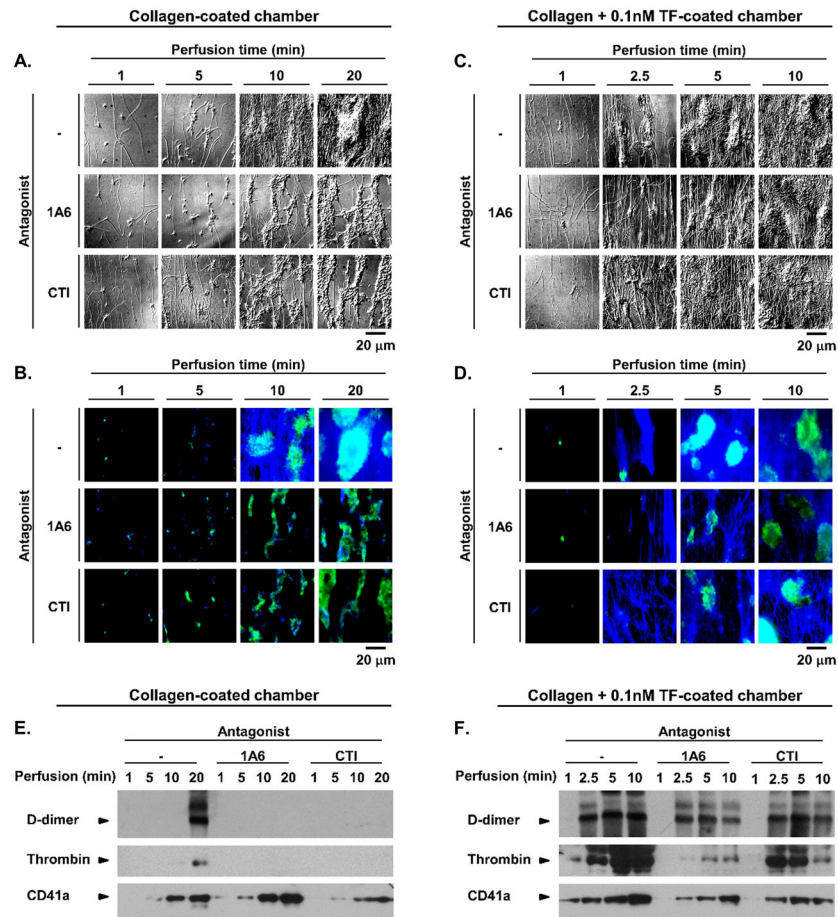 Collagen-coated chamber
Perfusion time (min)
A.
1 5 10 20
Antagonist
-
1A6
CTI
20 μm
B.
Perfusion time (min)
1 5 10 20
Antagonist
-
1A6
CTI
20 μm
Collagen + 0.1nM TF-coated chamber
Perfusion time (min)
C.
1 2.5 5 10
Antagonist
-
1A6
CTI
20 μm
D.
Perfusion time (min)
1 2.5 5 10
Antagonist
-
1A6
CTI
20 μm
Collagen-coated chamber
E.
Antagonist
- 1A6 CTI
Perfusion (min) 1 5 10 20 1 5 10 20 1 5 10 20
D-dimer
Thrombin
CD41a
Collagen + 0.1nM TF-coated chamber
F.
Antagonist
- 1A6 CTI
Perfusion (min) 1 2.5 5 10 1 2.5 5 10 1 2.5 5 10
D-dimer
Thrombin
CD41a